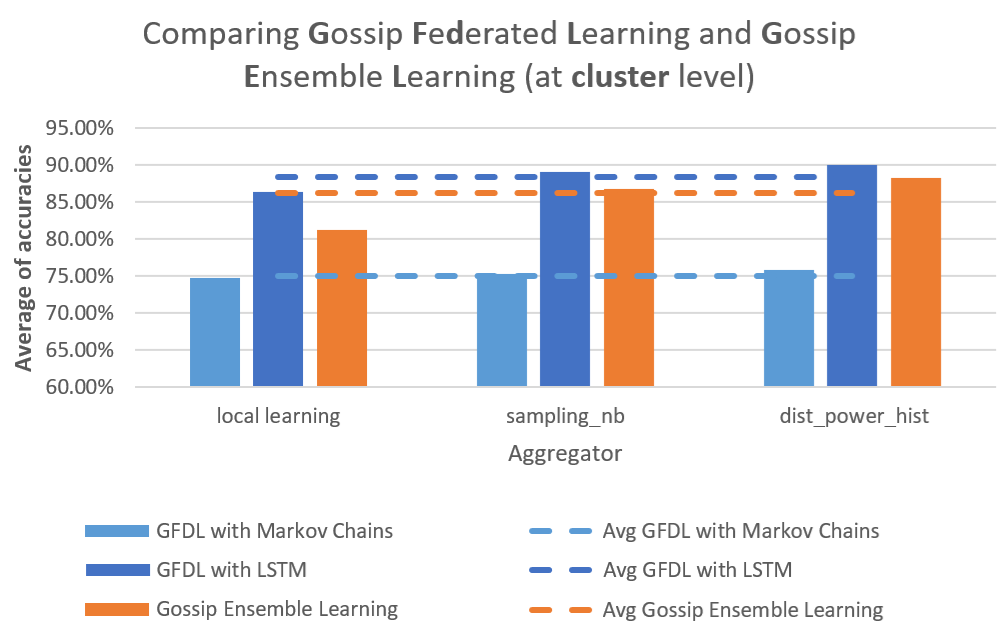 Comparing Gossip Federated Learning and Gossip
Ensemble Learning (at cluster level)
Average of accuracies
95.00%
90.00%
85.00%
80.00%
75.00%
70.00%
65.00%
60.00%
local learning
sampling_nb
dist_power_hist
Aggregator
GFDL with Markov Chains
Avg GFDL with Markov Chains
GFDL with LSTM
Avg GFDL with LSTM
Gossip Ensemble Learning
Avg Gossip Ensemble Learning